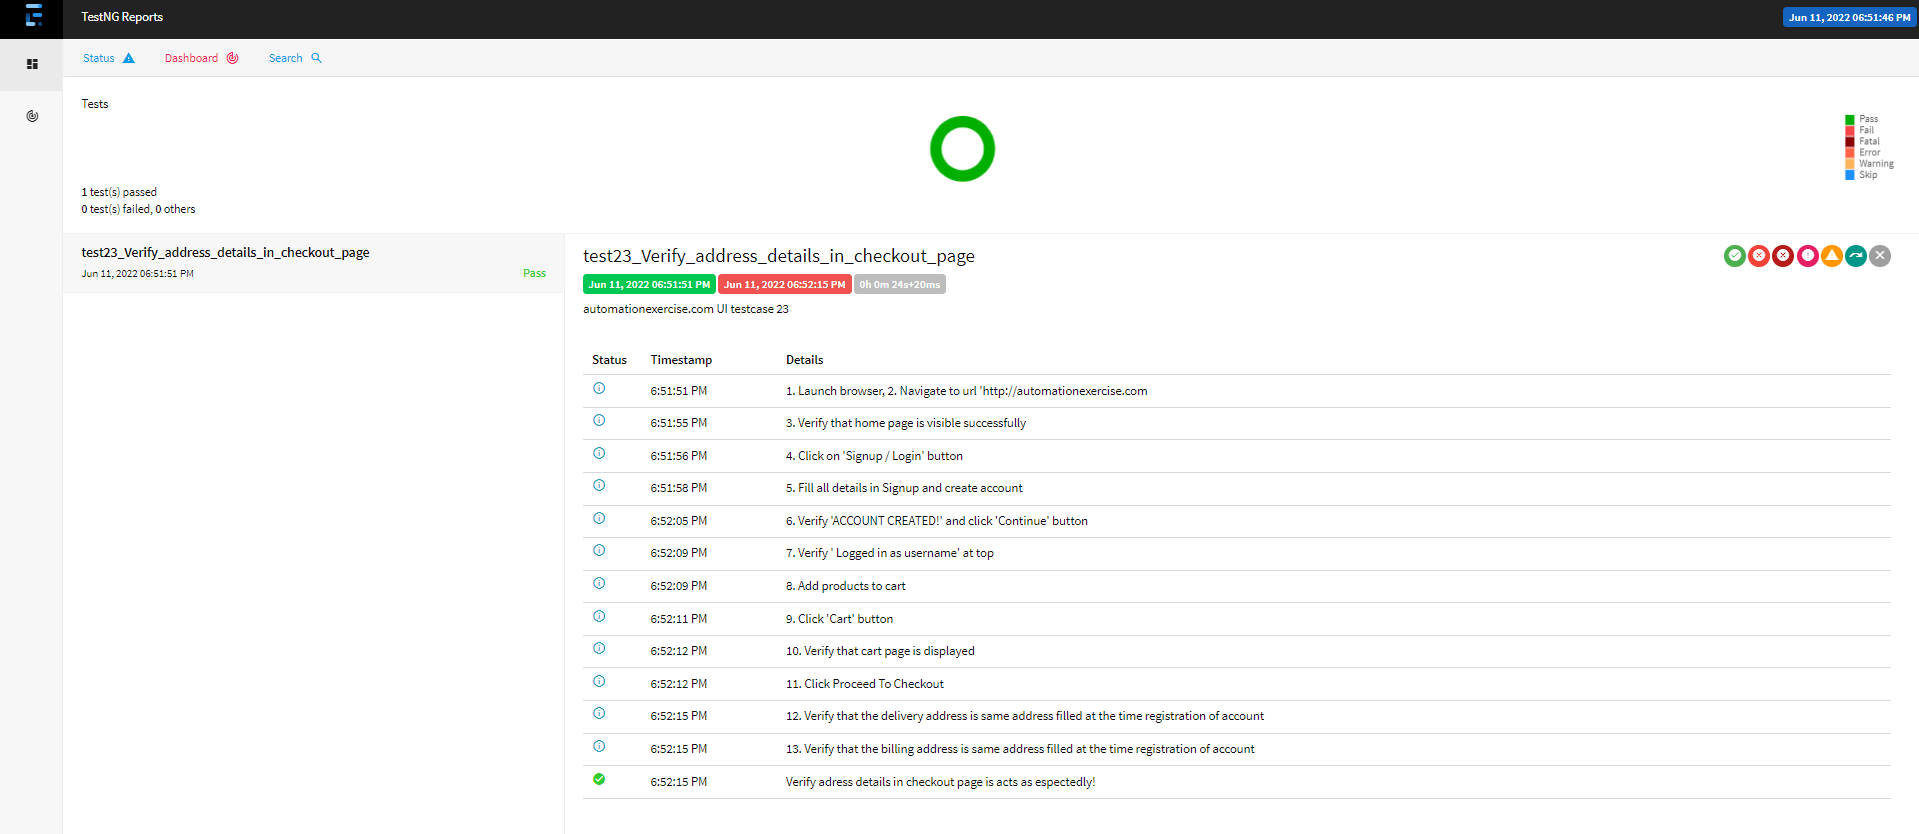 TestNG Reports
Jun 11, 2022 06:51:46 PM
Status
Dashboard
Search
Tests
Pass
Fail
Fatal
Error
Warning
Skip
1 test(s) passed
0 test(s) failed, 0 others
test23_Verify_address_details_in_checkout_page
Jun 11, 2022 06:51:51 PM Pass
test23_Verify_address_details_in_checkout_page
Jun 11, 2022 06:51:51 PM Jun 11, 2022 06:52:15 PM 0h 0m 24s+20ms
automationexercise.com UI testcase 23
Status Timestamp Details
6:51:51 PM 1. Launch browser, 2. Navigate to url 'http://automationexercise.com
6:51:55 PM 3. Verify that home page is visible successfully
6:51:56 PM 4. Click on 'Signup / Login' button
6:51:58 PM 5. Fill all details in Signup and create account
6:52:05 PM 6. Verify 'ACCOUNT CREATED!' and click 'Continue' button
6:52:09 PM 7. Verify ' Logged in as username' at top
6:52:09 PM 8. Add products to cart
6:52:11 PM 9. Click 'Cart' button
6:52:12 PM 10. Verify that cart page is displayed
6:52:12 PM 11. Click Proceed To Checkout
6:52:15 PM 12. Verify that the delivery address is same address filled at the time registration of account
6:52:15 PM 13. Verify that the billing address is same address filled at the time registration of account
6:52:15 PM Verify adress details in checkout page is acts as espectedly!